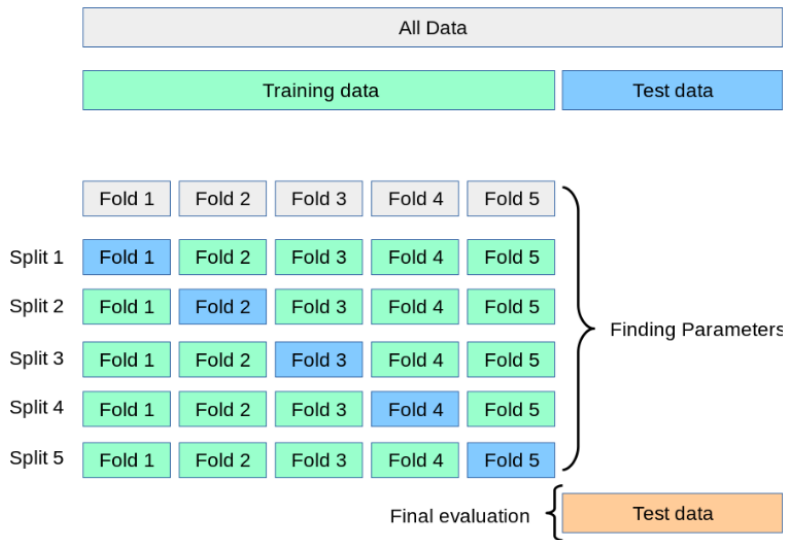 All Data
Training data Test data
Fold 1 Fold 2 Fold 3 Fold 4 Fold 5
Split 1 Fold 1 Fold 2 Fold 3 Fold 4 Fold 5
Split 2 Fold 1 Fold 2 Fold 3 Fold 4 Fold 5
Finding Parameters
Split 3 Fold 1 Fold 2 Fold 3 Fold 4 Fold 5
Split 4 Fold 1 Fold 2 Fold 3 Fold 4 Fold 5
Split 5 Fold 1 Fold 2 Fold 3 Fold 4 Fold 5
Final evaluation Test data